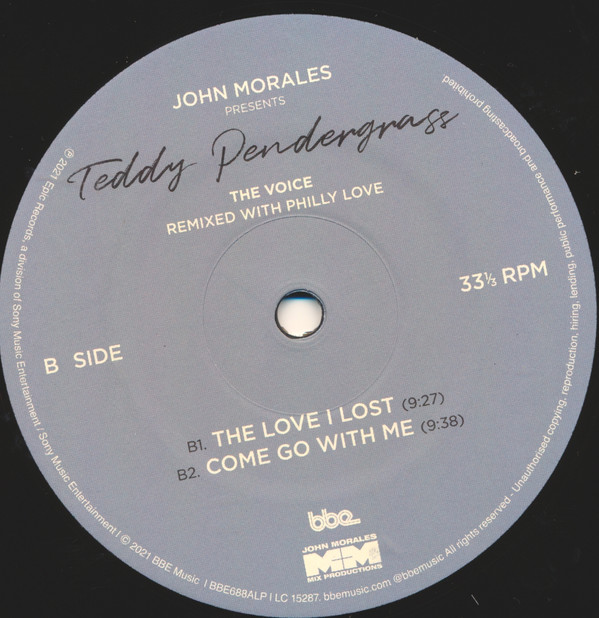 JOHN MORALES
PRESENTS
Teddy Pendergrass
THE VOICE
REMIXED WITH PHILLY LOVE
33⅓ RPM
B SIDE
B1. THE LOVE I LOST (9:27)
B2. COME GO WITH ME (9:38)
bbe
JOHN MORALES
M+M
MIX PRODUCTIONS
℗ 2021 Epic Records, a division of Sony Music Entertainment / Sony Music Entertainment I © 2021 BBE Music I BBE688ALP I LC 15287. bbemusic.com @bbemusic All rights reserved - Unauthorised copying, reproduction, hiring, lending, public performance and broadcasting prohibited.